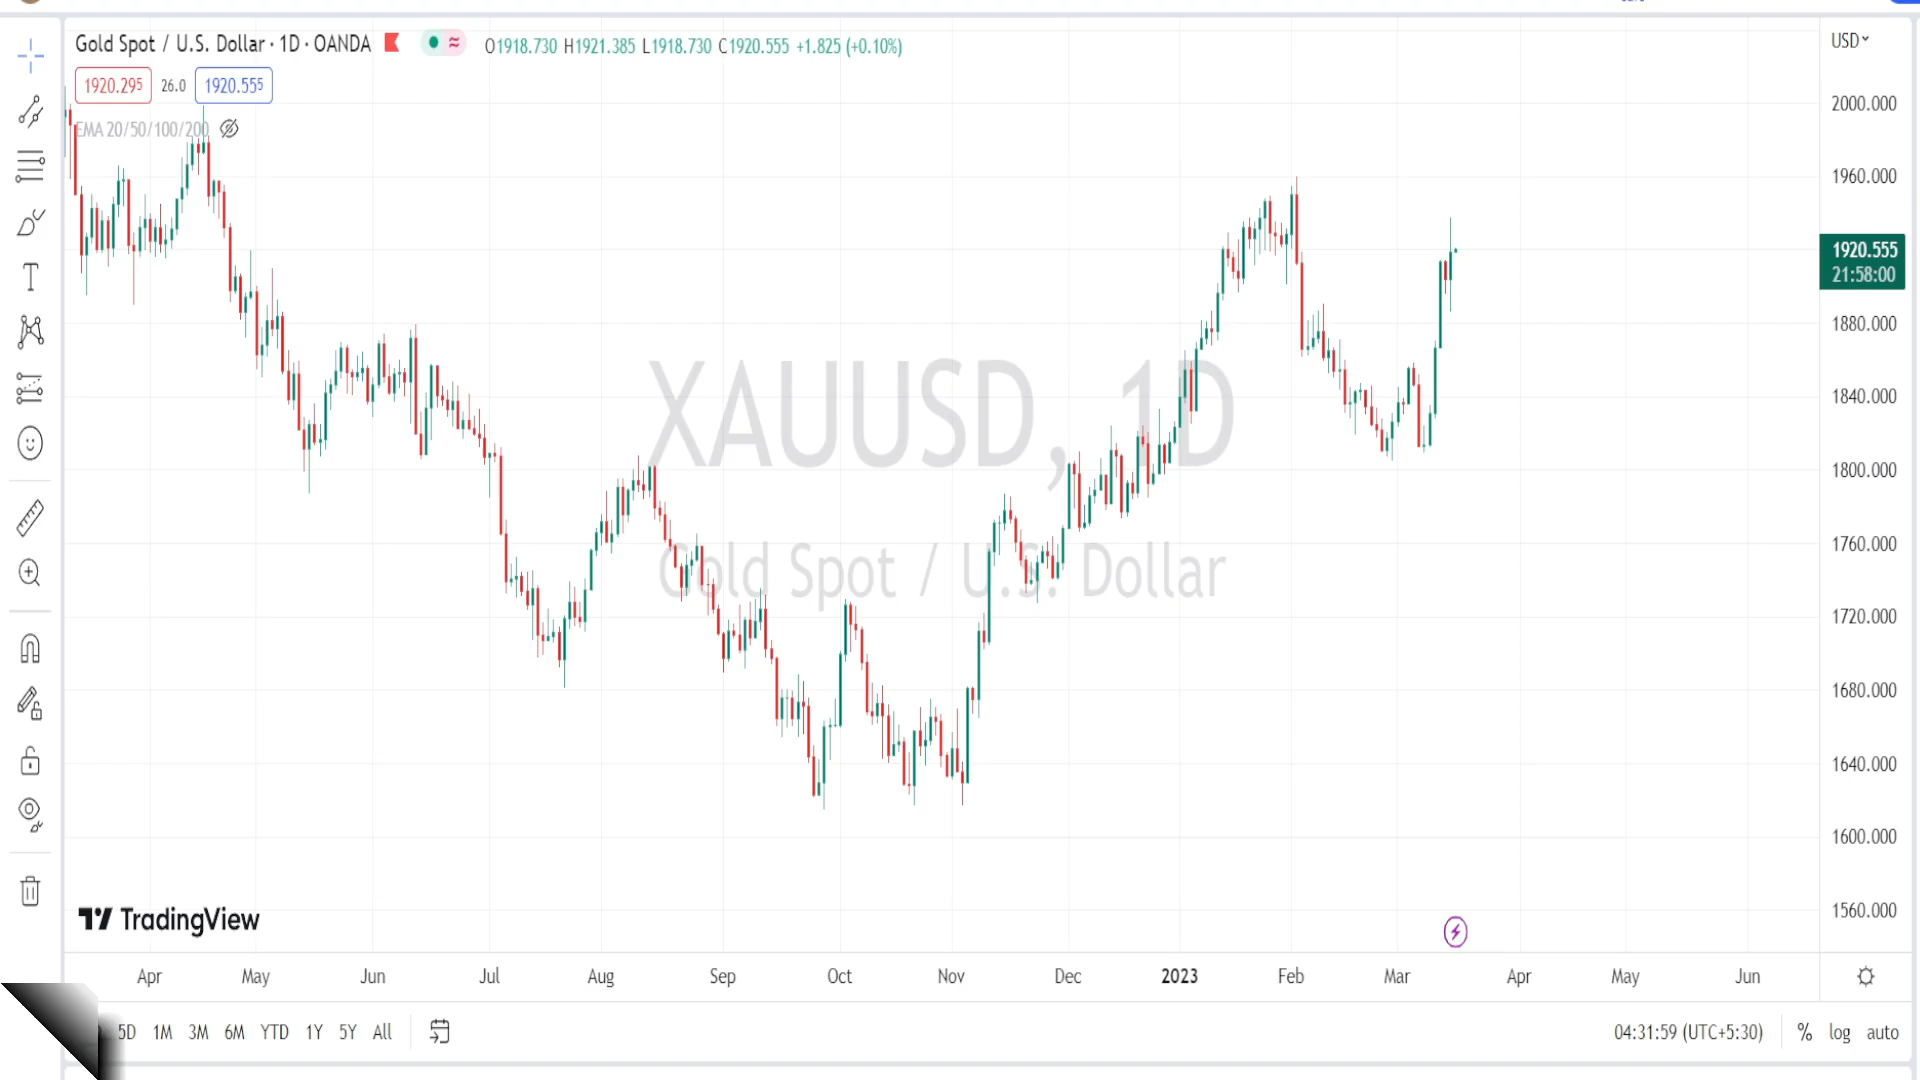 Gold Spot / U.S. Dollar · 1D · OANDA O1918.730 H1921.385 L1918.730 C1920.555 +1.825 (+0.10%)
USD
1920.295 26.0 1920.555
EMA 20/50/100/200
2000.000
1960.000
1920.555
21:58:00
1880.000
1840.000
1800.000
1760.000
1720.000
1680.000
1640.000
1600.000
1560.000
XAUUSD, 1D
Gold Spot / U.S. Dollar
TradingView
Apr May Jun Jul Aug Sep Oct Nov Dec 2023 Feb Mar Apr May Jun
5D 1M 3M 6M YTD 1Y 5Y All 04:31:59 (UTC+5:30) % log auto